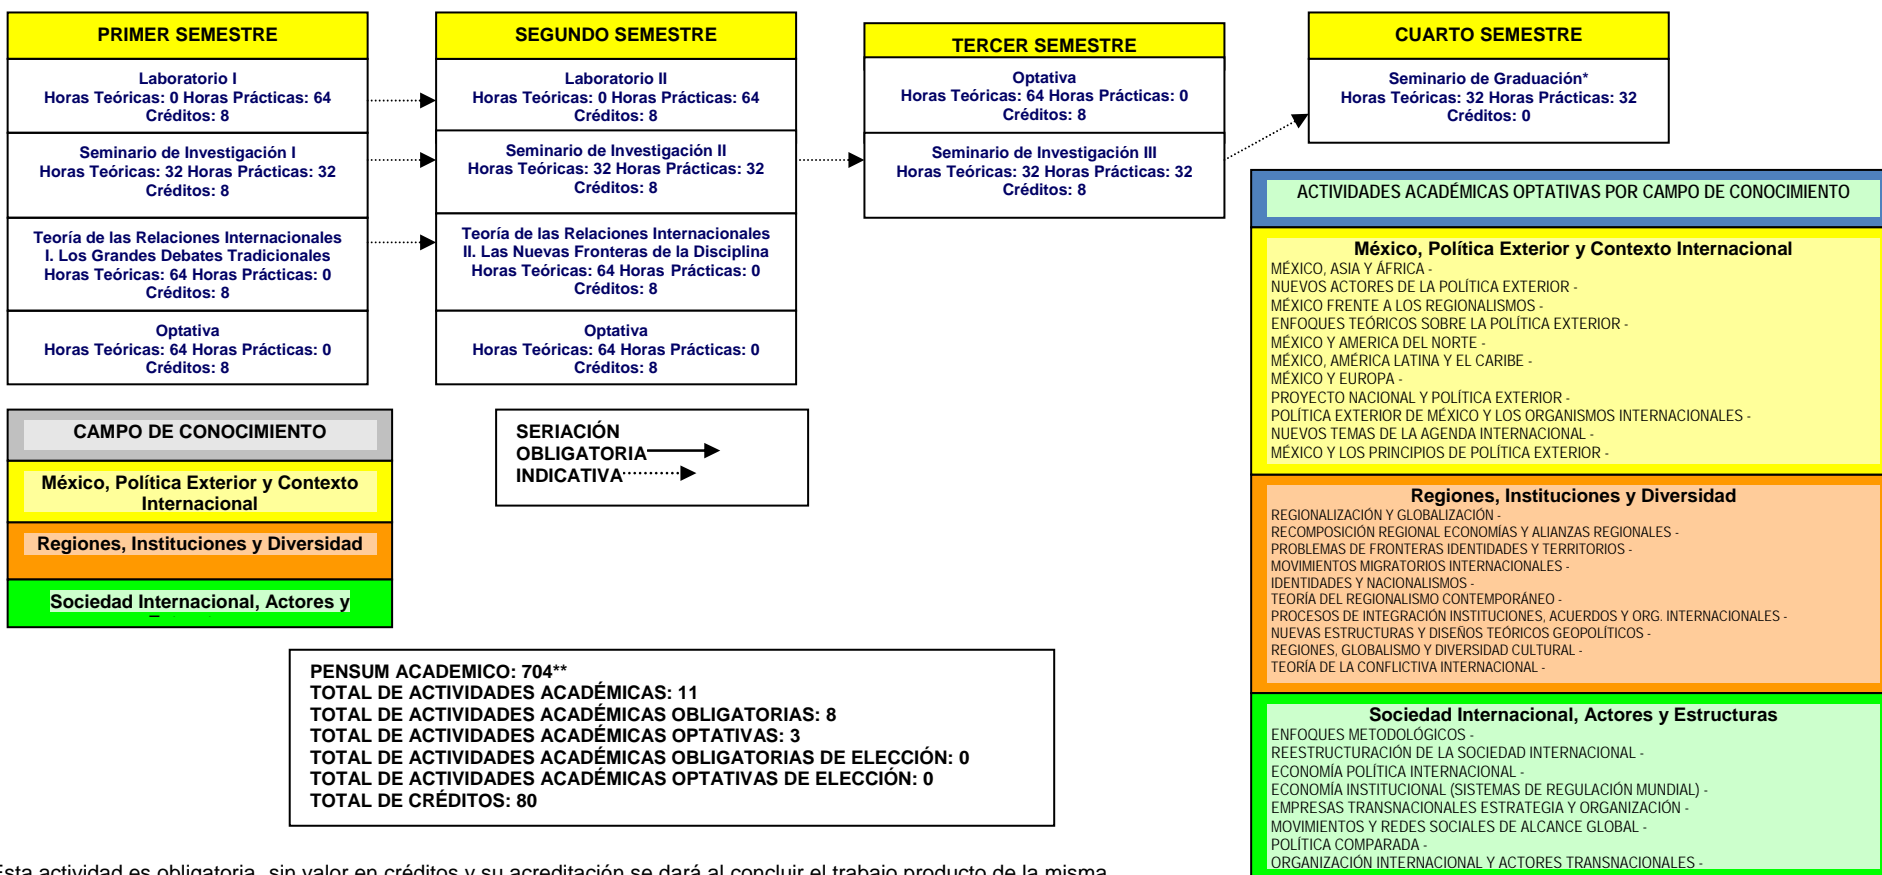 PRIMER SEMESTRE
Laboratorio I
Horas Teóricas: 0 Horas Prácticas: 64
Créditos: 8
Seminario de Investigación I
Horas Teóricas: 32 Horas Prácticas: 32
Créditos: 8
Teoría de las Relaciones Internacionales
I. Los Grandes Debates Tradicionales
Horas Teóricas: 64 Horas Prácticas: 0
Créditos: 8
Optativa
Horas Teóricas: 64 Horas Prácticas: 0
Créditos: 8
SEGUNDO SEMESTRE
Laboratorio II
Horas Teóricas: 0 Horas Prácticas: 64
Créditos: 8
Seminario de Investigación II
Horas Teóricas: 32 Horas Prácticas: 32
Créditos: 8
Teoría de las Relaciones Internacionales
II. Las Nuevas Fronteras de la Disciplina
Horas Teóricas: 64 Horas Prácticas: 0
Créditos: 8
Optativa
Horas Teóricas: 64 Horas Prácticas: 0
Créditos: 8
TERCER SEMESTRE
Optativa
Horas Teóricas: 64 Horas Prácticas: 0
Créditos: 8
Seminario de Investigación III
Horas Teóricas: 32 Horas Prácticas: 32
Créditos: 8
CUARTO SEMESTRE
Seminario de Graduación*
Horas Teóricas: 32 Horas Prácticas: 32
Créditos: 0
CAMPO DE CONOCIMIENTO
México, Política Exterior y Contexto
Internacional
Regiones, Instituciones y Diversidad
Sociedad Internacional, Actores y
SERIACIÓN
OBLIGATORIA
INDICATIVA
PENSUM ACADEMICO: 704**
TOTAL DE ACTIVIDADES ACADÉMICAS: 11
TOTAL DE ACTIVIDADES ACADÉMICAS OBLIGATORIAS: 8
TOTAL DE ACTIVIDADES ACADÉMICAS OPTATIVAS: 3
TOTAL DE ACTIVIDADES ACADÉMICAS OBLIGATORIAS DE ELECCIÓN: 0
TOTAL DE ACTIVIDADES ACADÉMICAS OPTATIVAS DE ELECCIÓN: 0
TOTAL DE CRÉDITOS: 80
ACTIVIDADES ACADÉMICAS OPTATIVAS POR CAMPO DE CONOCIMIENTO
México, Política Exterior y Contexto Internacional
MÉXICO, ASIA Y ÁFRICA -
NUEVOS ACTORES DE LA POLÍTICA EXTERIOR -
MÉXICO FRENTE A LOS REGIONALISMOS -
ENFOQUES TEÓRICOS SOBRE LA POLÍTICA EXTERIOR -
MÉXICO Y AMERICA DEL NORTE -
MÉXICO, AMÉRICA LATINA Y EL CARIBE -
MÉXICO Y EUROPA -
PROYECTO NACIONAL Y POLÍTICA EXTERIOR -
POLÍTICA EXTERIOR DE MÉXICO Y LOS ORGANISMOS INTERNACIONALES -
NUEVOS TEMAS DE LA AGENDA INTERNACIONAL -
MÉXICO Y LOS PRINCIPIOS DE POLÍTICA EXTERIOR -
Regiones, Instituciones y Diversidad
REGIONALIZACIÓN Y GLOBALIZACIÓN -
RECOMPOSICIÓN REGIONAL ECONOMÍAS Y ALIANZAS REGIONALES -
PROBLEMAS DE FRONTERAS IDENTIDADES Y TERRITORIOS -
MOVIMIENTOS MIGRATORIOS INTERNACIONALES -
IDENTIDADES Y NACIONALISMOS -
TEORÍA DEL REGIONALISMO CONTEMPORÁNEO -
PROCESOS DE INTEGRACIÓN INSTITUCIONES, ACUERDOS Y ORG. INTERNACIONALES -
NUEVAS ESTRUCTURAS Y DISEÑOS TEÓRICOS GEOPOLÍTICOS -
REGIONES, GLOBALISMO Y DIVERSIDAD CULTURAL -
TEORÍA DE LA CONFLICTIVA INTERNACIONAL -
Sociedad Internacional, Actores y Estructuras
ENFOQUES METODOLÓGICOS -
REESTRUCTURACIÓN DE LA SOCIEDAD INTERNACIONAL -
ECONOMÍA POLÍTICA INTERNACIONAL -
ECONOMÍA INSTITUCIONAL (SISTEMAS DE REGULACIÓN MUNDIAL) -
EMPRESAS TRANSNACIONALES ESTRATEGIA Y ORGANIZACIÓN -
MOVIMIENTOS Y REDES SOCIALES DE ALCANCE GLOBAL -
POLÍTICA COMPARADA -
ORGANIZACIÓN INTERNACIONAL Y ACTORES TRANSNACIONALES -
Esta actividad es obligatoria, sin valor en créditos y su acreditación se dará al concluir el trabajo producto de la misma